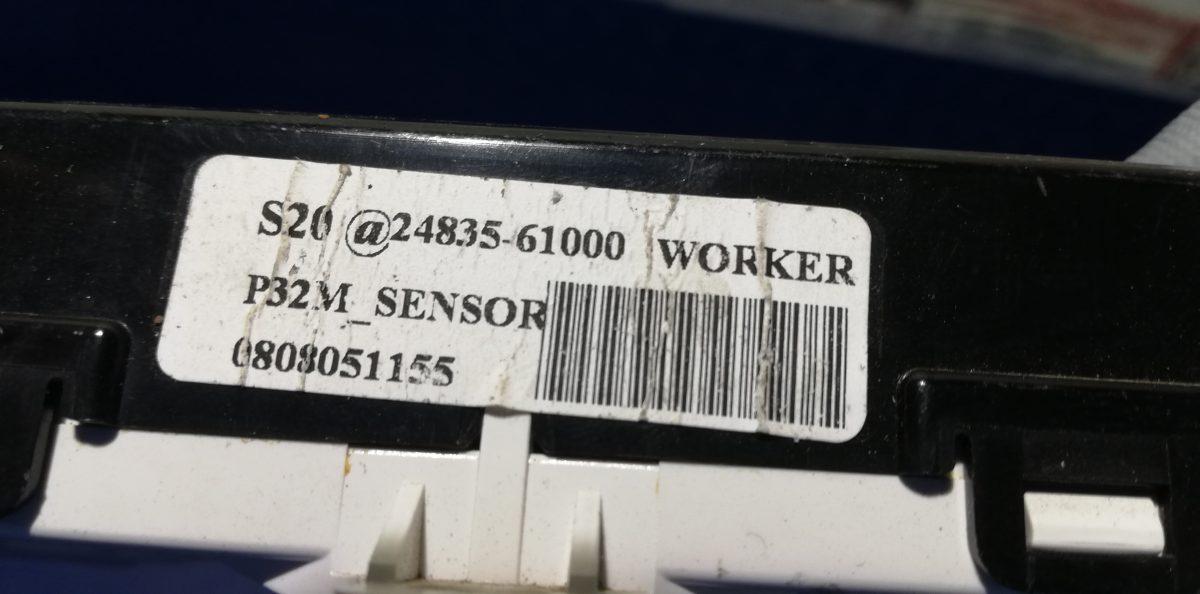 S20 @24835-61000 WORKER
P32M_SENSOR
0808051155